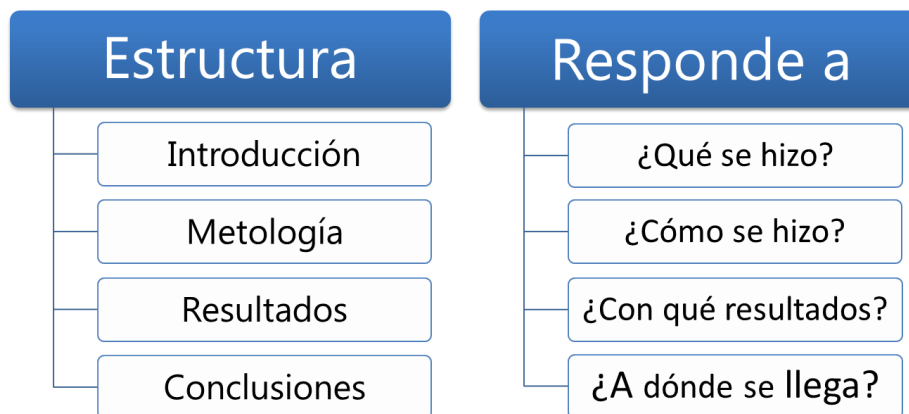 Estructura
Introducción
Metología
Resultados
Conclusiones
Responde a
¿Qué se hizo?
¿Cómo se hizo?
¿Con qué resultados?
¿A dónde se llega?